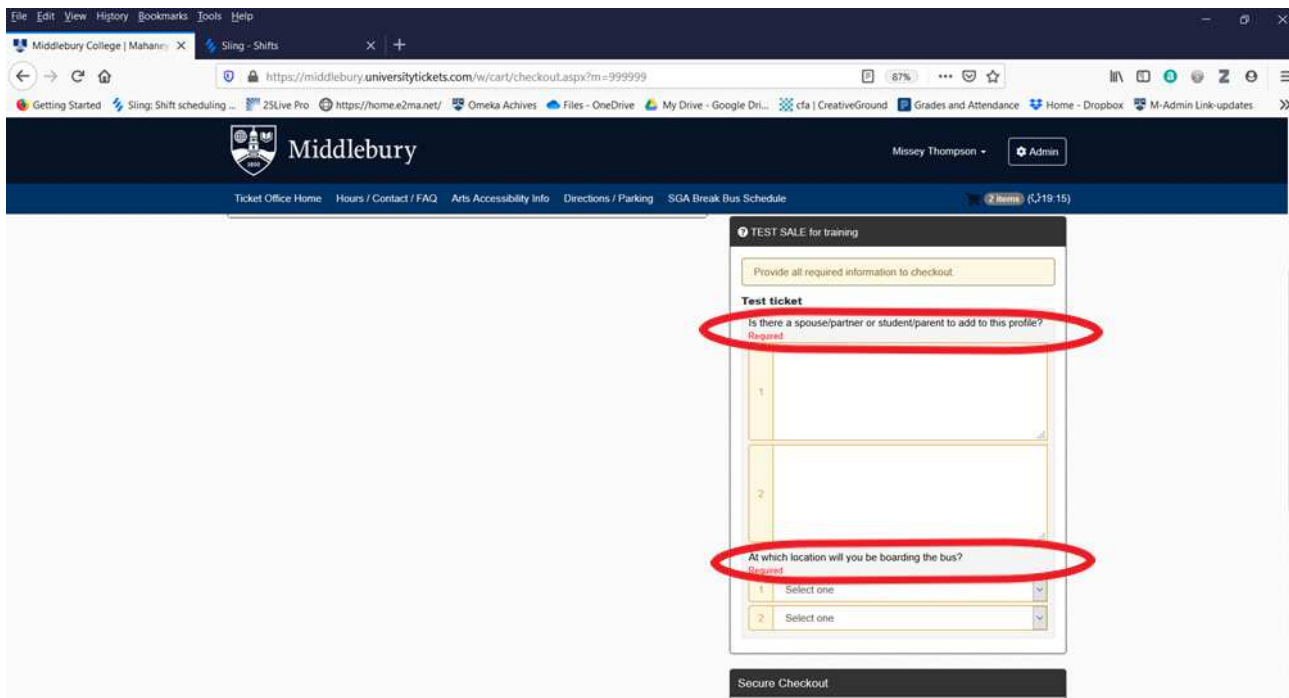 File Edit View History Bookmarks Tools Help
Middlebury College | Mahaney Sling - Shifts
https://middlebury.universitytickets.com/w/cart/checkout.aspx?m=999999 87%
Getting Started Sling: Shift scheduling ... 25Live Pro https://home.e2ma.net/ Omeka Achives Files - OneDrive My Drive - Google Dri... cfa | CreativeGround Grades and Attendance Home - Dropbox M-Admin Link-updates
Middlebury Missey Thompson Admin
Ticket Office Home Hours / Contact / FAQ Arts Accessibility Info Directions / Parking SGA Break Bus Schedule 2 items (19:15)
TEST SALE for training
Provide all required information to checkout.
Test ticket
Is there a spouse/partner or student/parent to add to this profile?
Required
1
2
At which location will you be boarding the bus?
Required
1 Select one
2 Select one
Secure Checkout